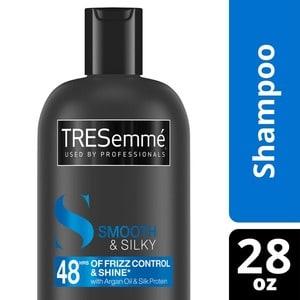 TRESemmé
USED BY PROFESSIONALS
SMOOTH
& SILKY
48 HRS OF FRIZZ CONTROL
& SHINE*
with Argan Oil & Silk Protein
Shampoo
28
oz